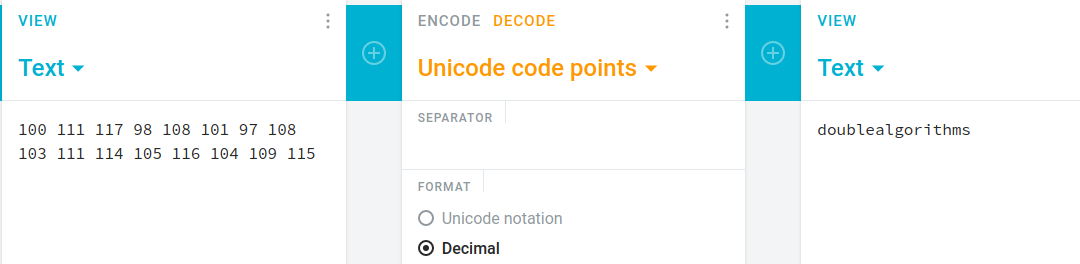 VIEW
Text
100 111 117 98 108 101 97 108
103 111 114 105 116 104 109 115
ENCODE DECODE
Unicode code points
SEPARATOR
FORMAT
Unicode notation
Decimal
VIEW
Text
doublealgorithms